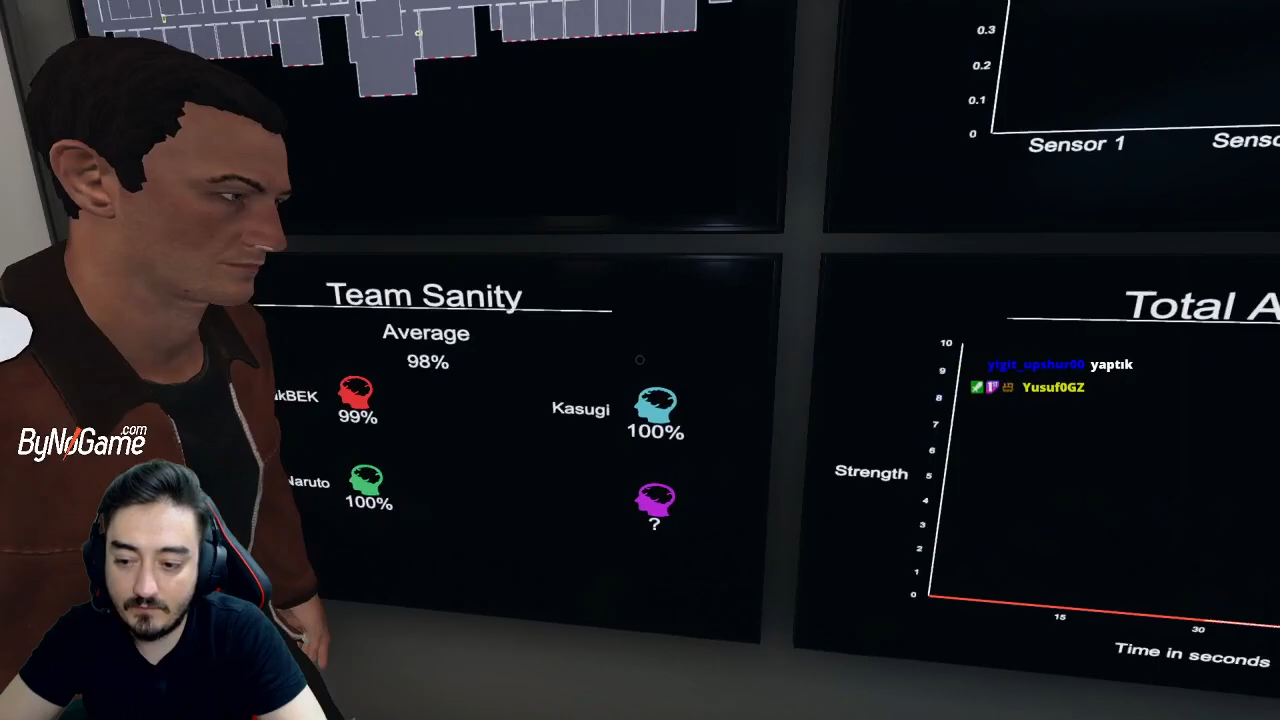 0.3
0.2
0.1
0
Sensor 1
Team Sanity
Average
98%
99%
Kasugi
100%
Naruto
100%
?
Total A
10
9
8
7
6
5
4
3
2
1
0
Strength
15
30
Time in seconds
yigit_upshur00 yaptık
Yusuf0GZ
ByNoGame.com